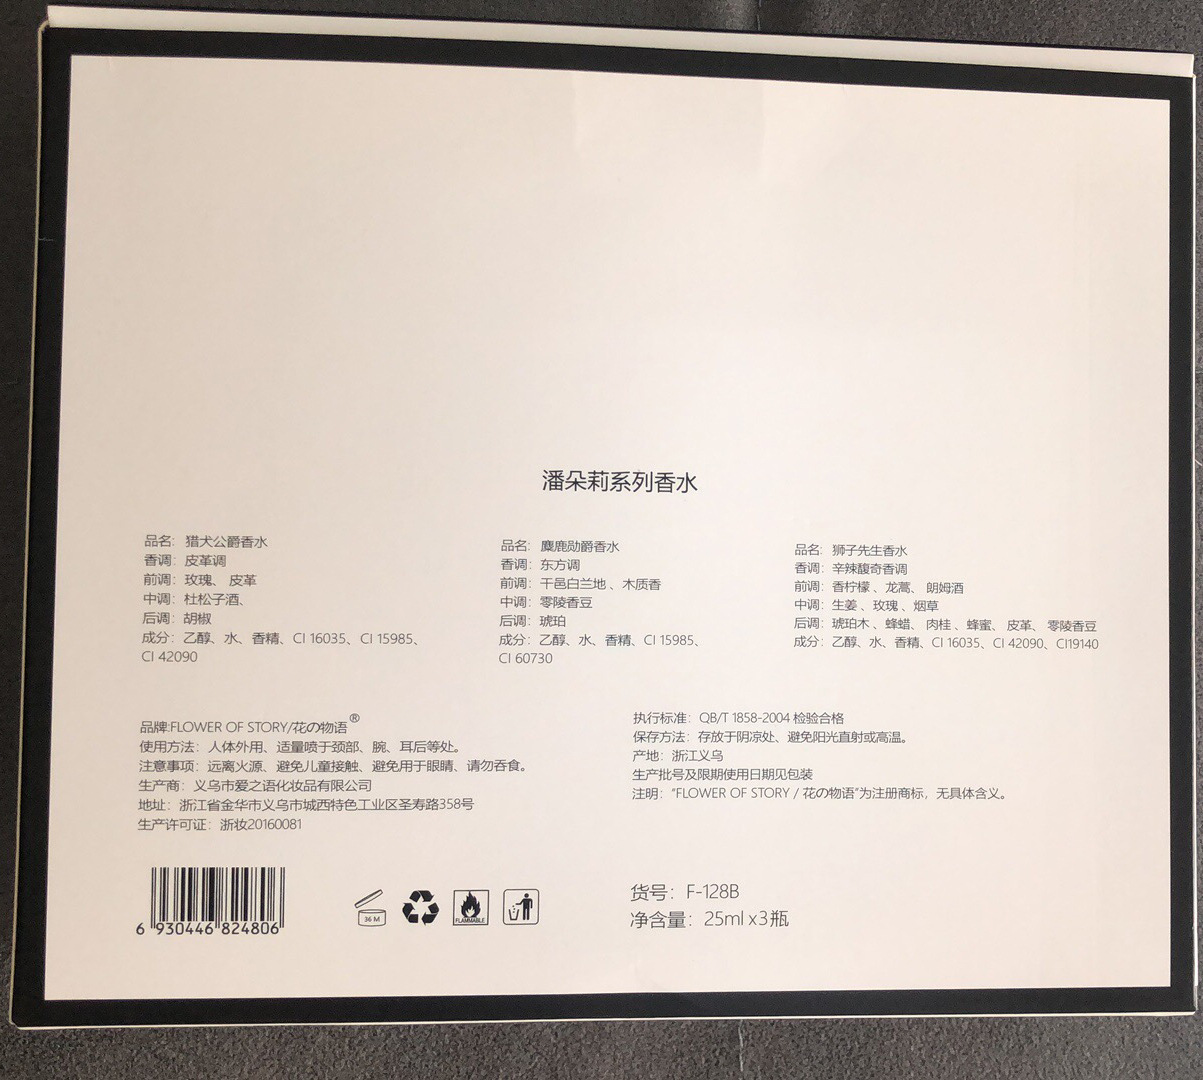 潘朵莉系列香水
品名: 猎犬公爵香水
香调: 皮革调
前调: 玫瑰、 皮革
中调: 杜松子酒、
后调: 胡椒
成分: 乙醇、水、香精、CI 16035、CI 15985、
CI 42090
品名: 麋鹿勋爵香水
香调: 东方调
前调: 干邑白兰地 、木质香
中调: 零陵香豆
后调: 琥珀
成分: 乙醇、水、香精、CI 15985、
CI 60730
品名: 狮子先生香水
香调: 辛辣馥奇香调
前调: 香柠檬 、龙蒿、 朗姆酒
中调: 生姜 、玫瑰 、烟草
后调: 琥珀木 、蜂蜡、 肉桂 、蜂蜜、 皮革、 零陵香豆
成分: 乙醇、水、香精、CI 16035、CI 42090、CI19140
品牌:FLOWER OF STORY/花の物语®
使用方法: 人体外用、适量喷于颈部、腕、耳后等处。
注意事项: 远离火源、避免儿童接触、避免用于眼睛、请勿吞食。
生产商: 义乌市爱之语化妆品有限公司
地址: 浙江省金华市义乌市城西特色工业区圣寿路358号
生产许可证: 浙妆20160081
执行标准: QB/T 1858-2004 检验合格
保存方法: 存放于阴凉处、避免阳光直射或高温。
产地: 浙江义乌
生产批号及限期使用日期见包装
注明: “FLOWER OF STORY / 花の物语”为注册商标, 无具体含义。
6 930446 824806
36 M
FLAMMABLE
货号: F-128B
净含量: 25ml x3瓶